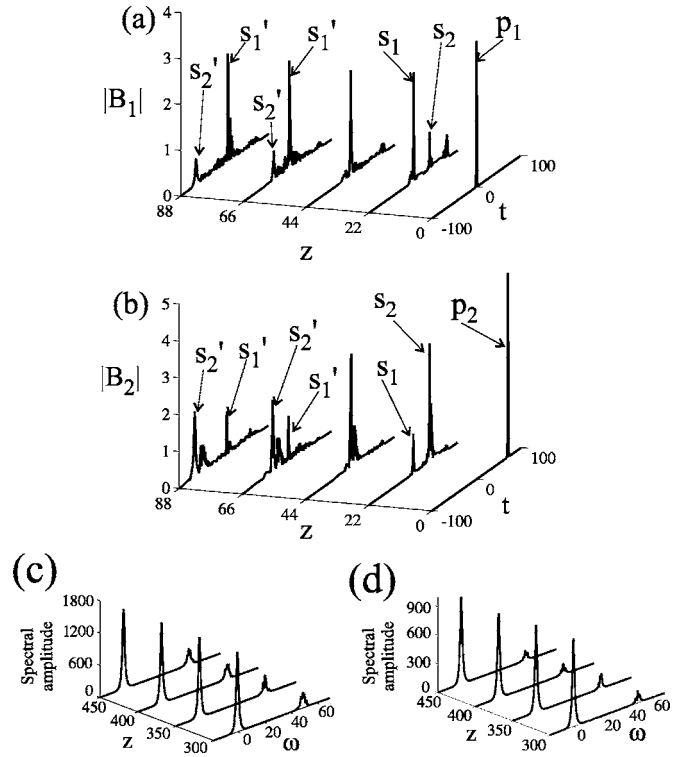 (a)
4
3
2
1
0
|B1|
s1'
s1'
s2'
s2'
s1
s2
p1
88
66
44
22
0
z
-100
0
100
t
(b)
5
4
3
2
1
0
|B2|
s2'
s1'
s2'
s1'
s2
s1
p2
88
66
44
22
0
z
-100
0
100
t
(c)
Spectral
amplitude
1800
1200
600
0
450
400
350
300
z
0
20
40
60
ω
(d)
Spectral
amplitude
900
600
300
0
450
400
350
300
z
0
20
40
60
ω